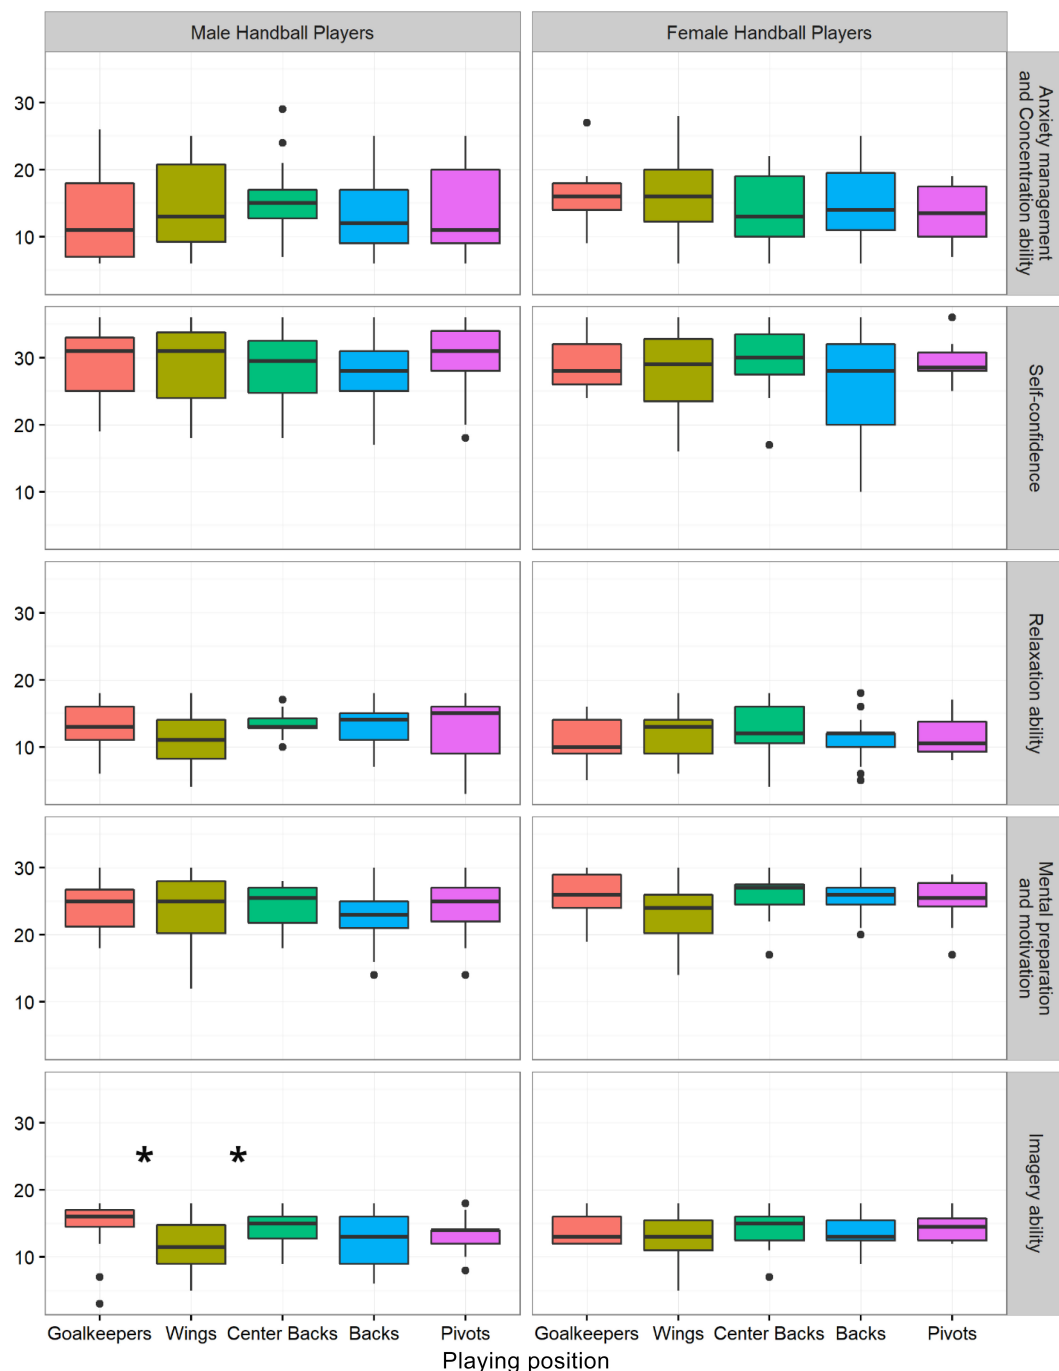 Male Handball Players
Female Handball Players
30
20
10
Anxiety management
and Concentration ability
30
20
10
Self-confidence
30
20
10
Relaxation ability
30
20
10
Mental preparation
and motivation
30
20
10
* *
Imagery ability
Goalkeepers Wings Center Backs Backs Pivots
Goalkeepers Wings Center Backs Backs Pivots
Playing position